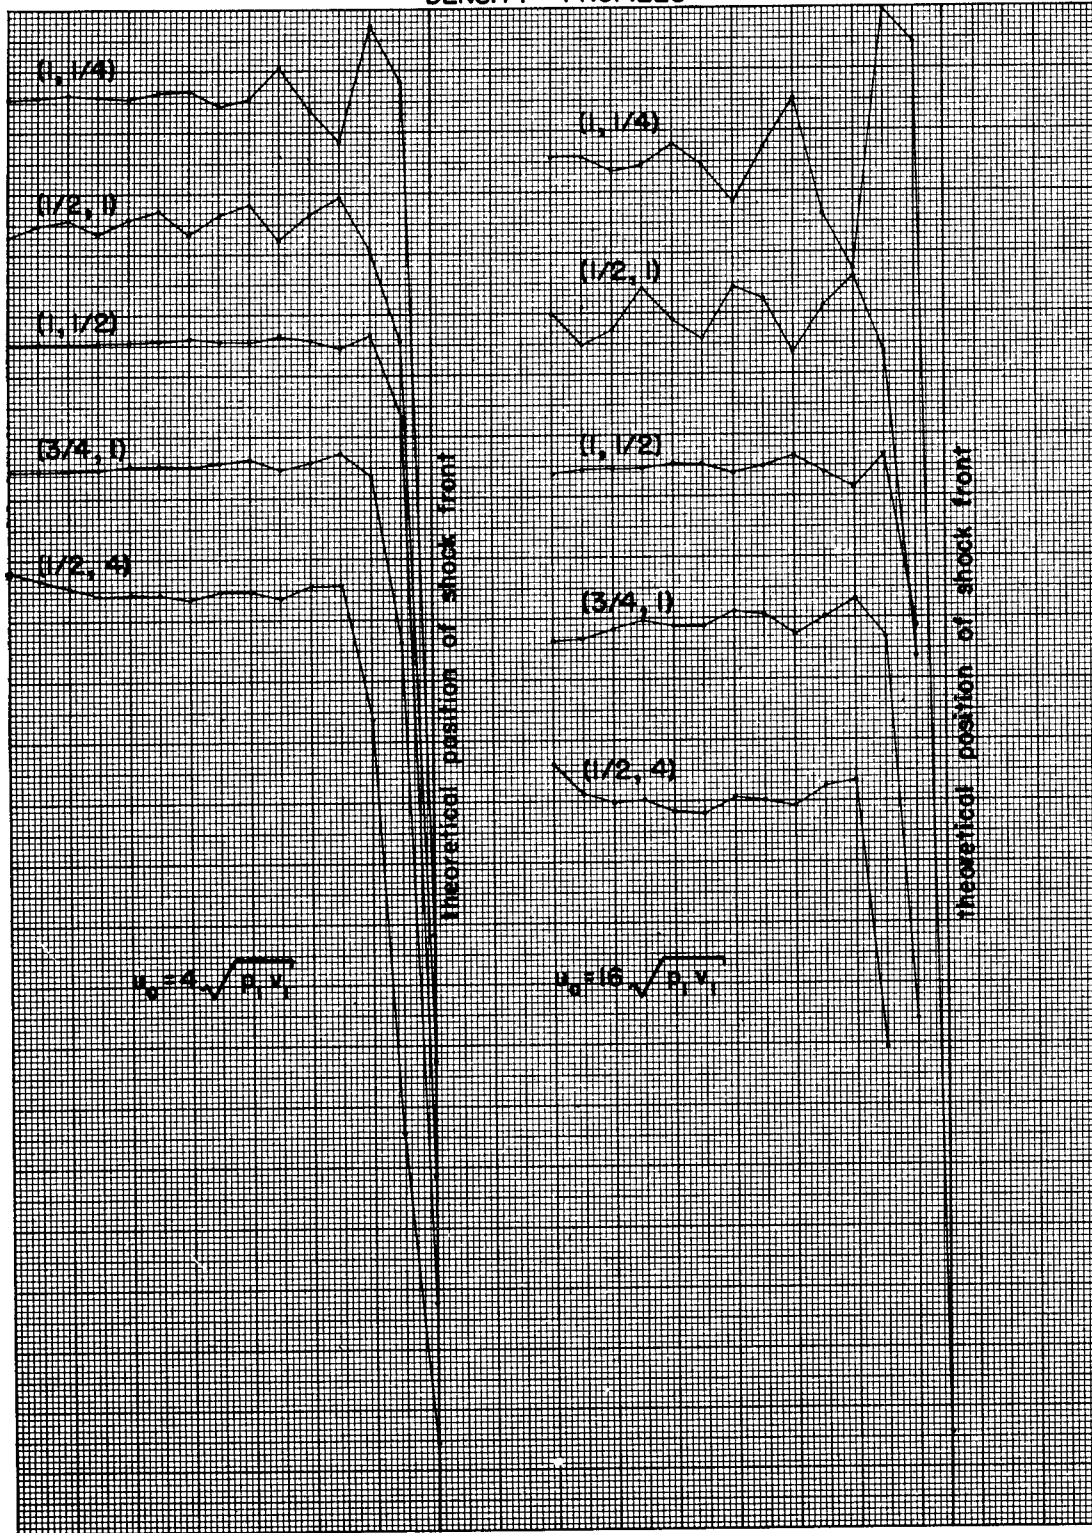 DENSITY PROFILES
(1, 1/4)
(1/2, 1)
(1, 1/2)
(3/4, 1)
(1/2, 4)
theoretical position of shock front
u₀=4√p₁v₁
(1, 1/4)
(1/2, 1)
(1, 1/2)
(3/4, 1)
(1/2, 4)
theoretical position of shock front
u₀=16√p₁v₁